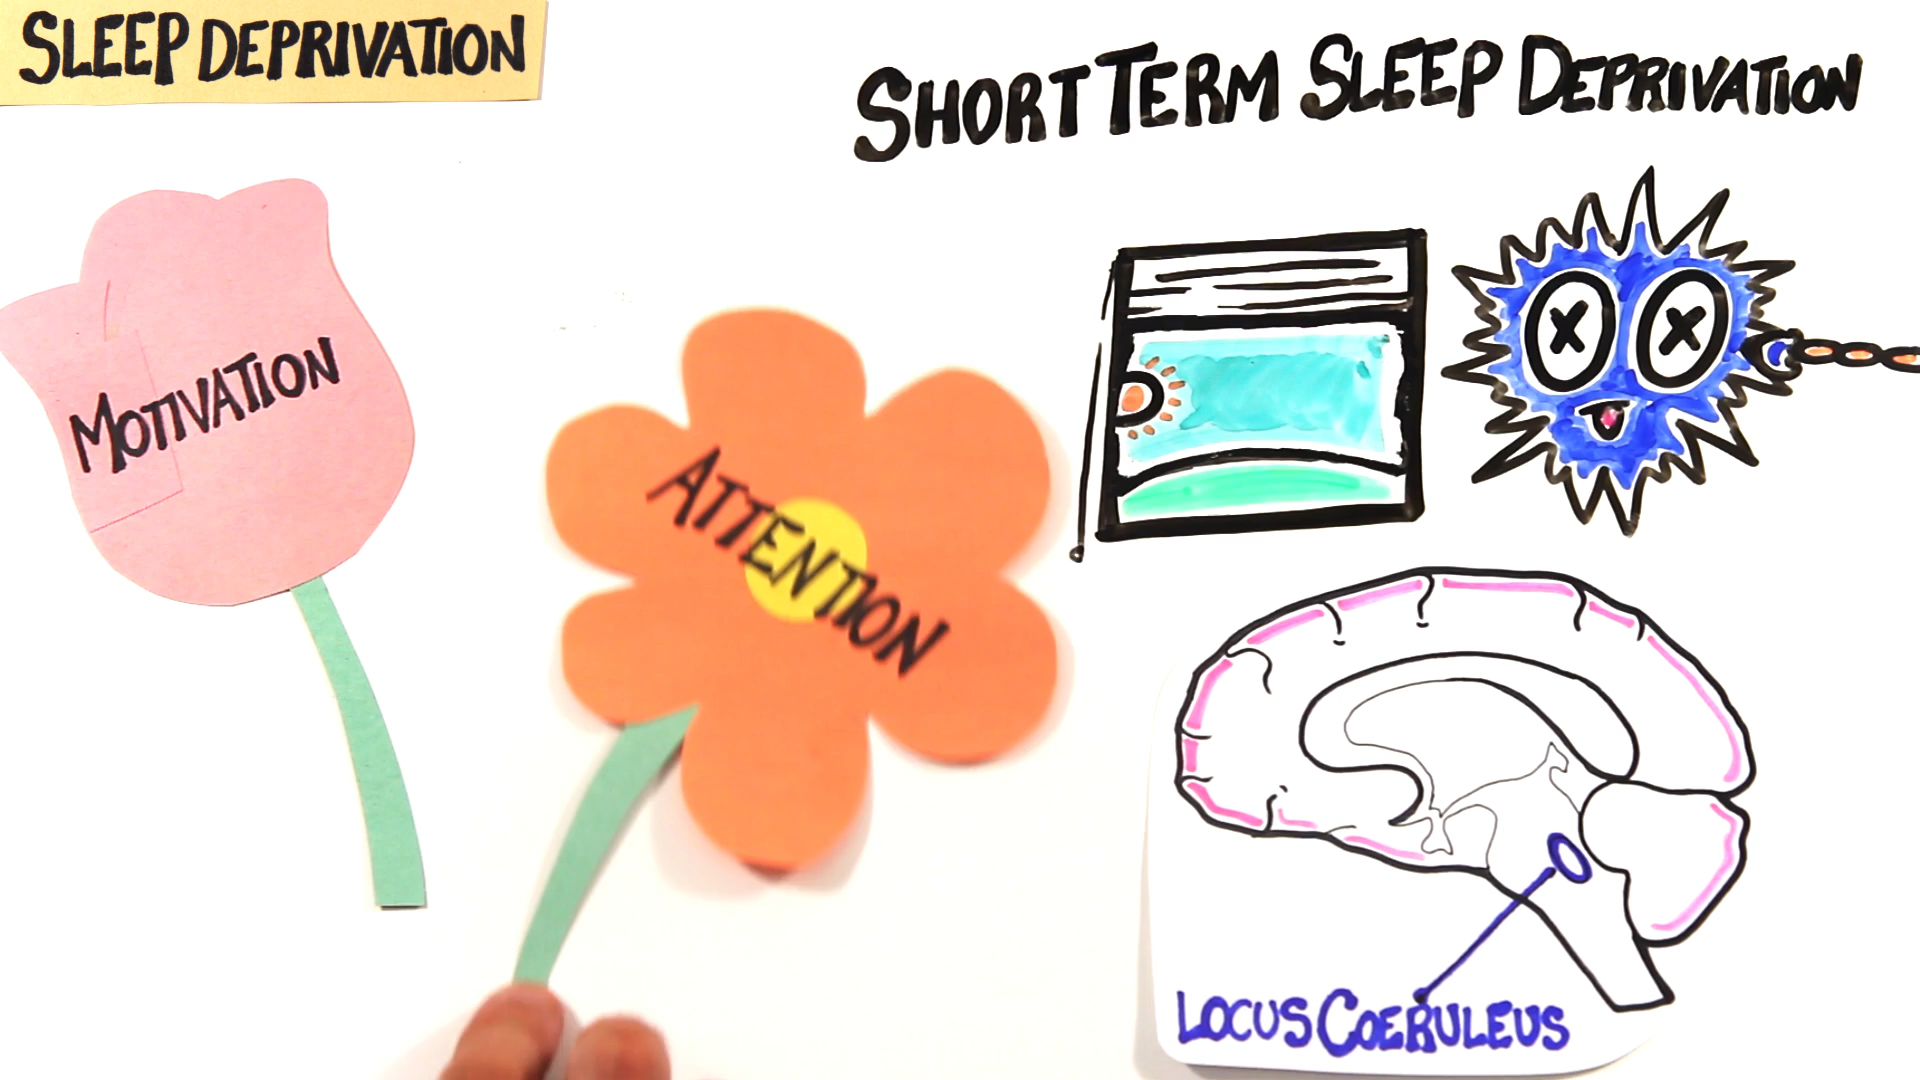 SLEEP DEPRIVATION
SHORT TERM SLEEP DEPRIVATION
MOTIVATION
ATTENTION
LOCUS COERULEUS